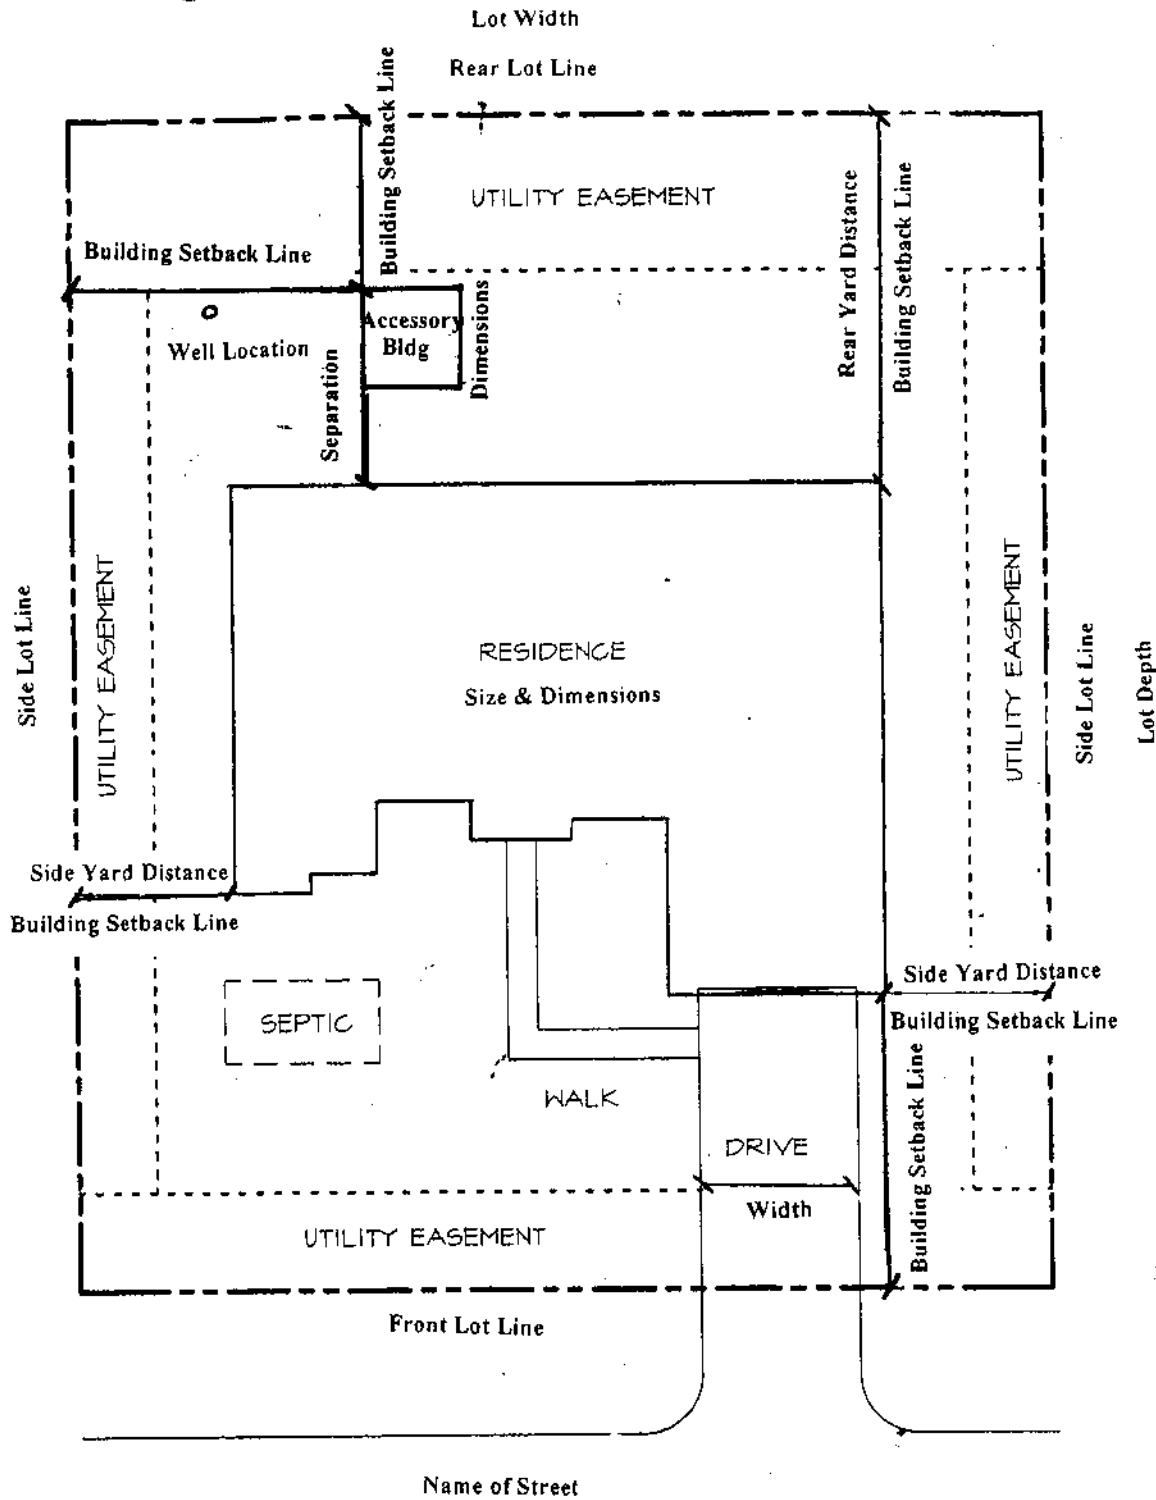 Lot Width
Rear Lot Line
Building Setback Line
UTILITY EASEMENT
Rear Yard Distance
Building Setback Line
Building Setback Line
Well Location
Accessory
Bldg
Dimensions
Separation
Side Lot Line
UTILITY EASEMENT
RESIDENCE
Size & Dimensions
UTILITY EASEMENT
Side Lot Line
Lot Depth
Side Yard Distance
Building Setback Line
Side Yard Distance
Building Setback Line
SEPTIC
WALK
DRIVE
Width
Building Setback Line
UTILITY EASEMENT
Front Lot Line
Name of Street